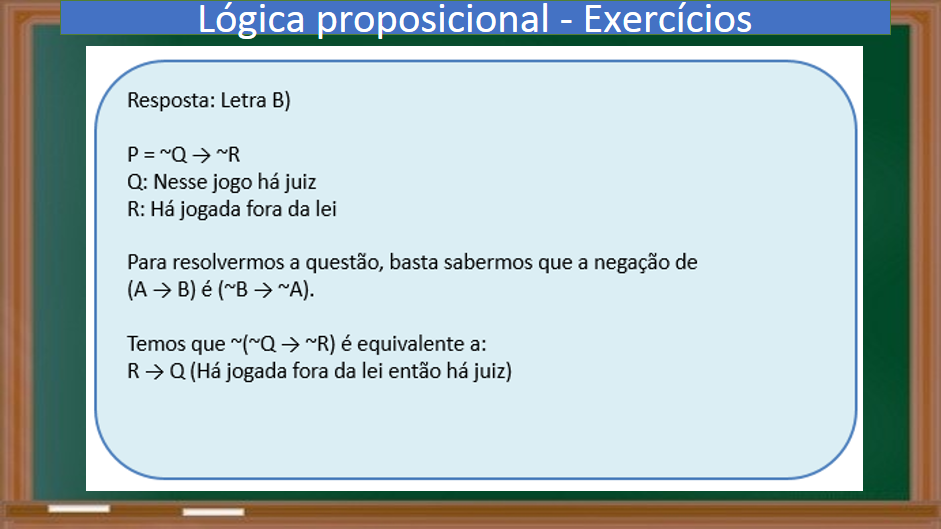 Lógica proposicional - Exercícios
Resposta: Letra B)
P = ~Q → ~R
Q: Nesse jogo há juiz
R: Há jogada fora da lei
Para resolvermos a questão, basta sabermos que a negação de
(A → B) é (~B → ~A).
Temos que ~(~Q → ~R) é equivalente a:
R → Q (Há jogada fora da lei então há juiz)